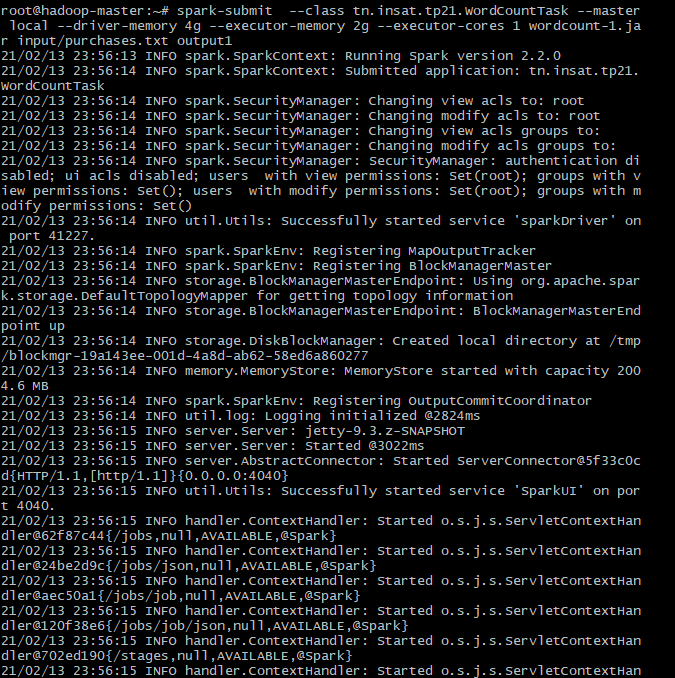 root@hadoop-master:~# spark-submit  --class tn.insat.tp21.WordCountTask --master
 local --driver-memory 4g --executor-memory 2g --executor-cores 1 wordcount-1.ja
r input/purchases.txt output1
21/02/13 23:56:13 INFO spark.SparkContext: Running Spark version 2.2.0
21/02/13 23:56:14 INFO spark.SparkContext: Submitted application: tn.insat.tp21.
WordCountTask
21/02/13 23:56:14 INFO spark.SecurityManager: Changing view acls to: root
21/02/13 23:56:14 INFO spark.SecurityManager: Changing modify acls to: root
21/02/13 23:56:14 INFO spark.SecurityManager: Changing view acls groups to:
21/02/13 23:56:14 INFO spark.SecurityManager: Changing modify acls groups to:
21/02/13 23:56:14 INFO spark.SecurityManager: SecurityManager: authentication di
sabled; ui acls disabled; users  with view permissions: Set(root); groups with v
iew permissions: Set(); users  with modify permissions: Set(root); groups with m
odify permissions: Set()
21/02/13 23:56:14 INFO util.Utils: Successfully started service 'sparkDriver' on
 port 41227.
21/02/13 23:56:14 INFO spark.SparkEnv: Registering MapOutputTracker
21/02/13 23:56:14 INFO spark.SparkEnv: Registering BlockManagerMaster
21/02/13 23:56:14 INFO storage.BlockManagerMasterEndpoint: Using org.apache.spar
k.storage.DefaultTopologyMapper for getting topology information
21/02/13 23:56:14 INFO storage.BlockManagerMasterEndpoint: BlockManagerMasterEnd
point up
21/02/13 23:56:14 INFO storage.DiskBlockManager: Created local directory at /tmp
/blockmgr-19a143ee-001d-4a8d-ab62-58ed6a860277
21/02/13 23:56:14 INFO memory.MemoryStore: MemoryStore started with capacity 200
4.6 MB
21/02/13 23:56:14 INFO spark.SparkEnv: Registering OutputCommitCoordinator
21/02/13 23:56:14 INFO util.log: Logging initialized @2824ms
21/02/13 23:56:15 INFO server.Server: jetty-9.3.z-SNAPSHOT
21/02/13 23:56:15 INFO server.Server: Started @3022ms
21/02/13 23:56:15 INFO server.AbstractConnector: Started ServerConnector@5f33c0c
d{HTTP/1.1,[http/1.1]}{0.0.0.0:4040}
21/02/13 23:56:15 INFO util.Utils: Successfully started service 'SparkUI' on por
t 4040.
21/02/13 23:56:15 INFO handler.ContextHandler: Started o.s.j.s.ServletContextHan
dler@62f87c44{/jobs,null,AVAILABLE,@Spark}
21/02/13 23:56:15 INFO handler.ContextHandler: Started o.s.j.s.ServletContextHan
dler@24be2d9c{/jobs/json,null,AVAILABLE,@Spark}
21/02/13 23:56:15 INFO handler.ContextHandler: Started o.s.j.s.ServletContextHan
dler@aec50a1{/jobs/job,null,AVAILABLE,@Spark}
21/02/13 23:56:15 INFO handler.ContextHandler: Started o.s.j.s.ServletContextHan
dler@120f38e6{/jobs/job/json,null,AVAILABLE,@Spark}
21/02/13 23:56:15 INFO handler.ContextHandler: Started o.s.j.s.ServletContextHan
dler@702ed190{/stages,null,AVAILABLE,@Spark}
21/02/13 23:56:15 INFO handler.ContextHandler: Started o.s.j.s.ServletContextHan